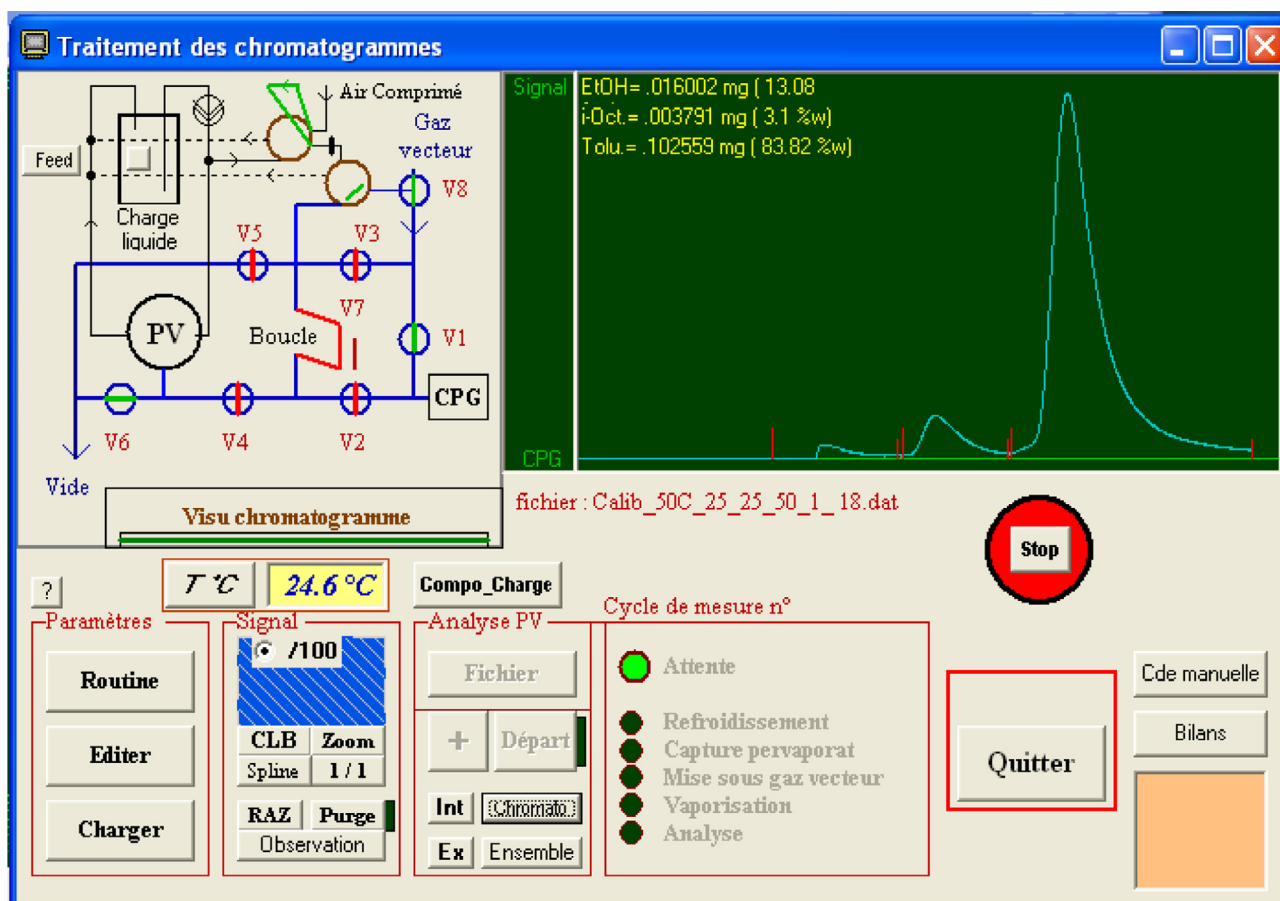 Traitement des chromatogrammes
Air Comprimé
Gaz
vecteur
Feed
V8
Charge
liquide
V5
V3
V7
PV
Boucle
V1
CPG
V6
V4
V2
Vide
Visu chromatogramme
Signal
EtOH= .016002 mg ( 13.08
i-Oct.= .003791 mg ( 3.1 %w)
Tolu.= .102559 mg ( 83.82 %w)
CPG
fichier : Calib_50C_25_25_50_1_ 18.dat
Stop
?
T °C
24.6 °C
Compo_Charge
Paramètres
Routine
Editer
Charger
Signal
/100
CLB
Zoom
Spline
1 / 1
RAZ
Purge
Observation
Analyse PV
Fichier
+
Départ
Int
Chromato
Ex
Ensemble
Cycle de mesure n°
Attente
Refroidissement
Capture pervaporat
Mise sous gaz vecteur
Vaporisation
Analyse
Quitter
Cde manuelle
Bilans